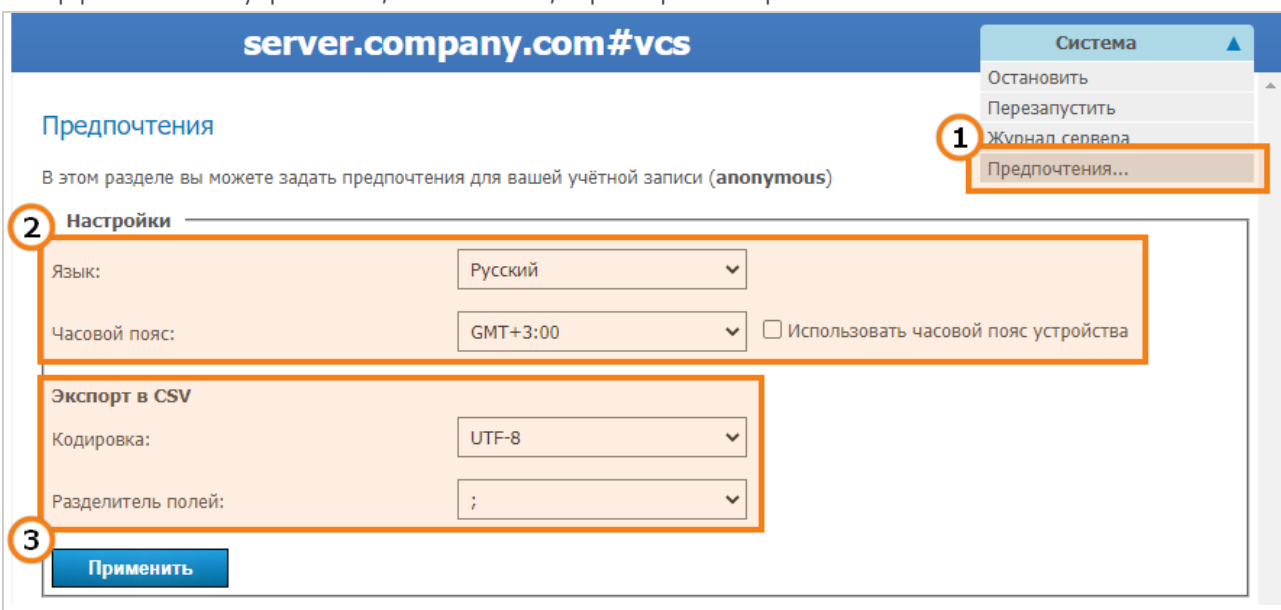 server.company.com#vcs
Система
Остановить
Перезапустить
Журнал сервера
1
Предпочтения...
Предпочтения
В этом разделе вы можете задать предпочтения для вашей учётной записи (anonymous)
2
Настройки
Язык:
Русский
Часовой пояс:
GMT+3:00
Использовать часовой пояс устройства
Экспорт в CSV
Кодировка:
UTF-8
Разделитель полей:
;
3
Применить